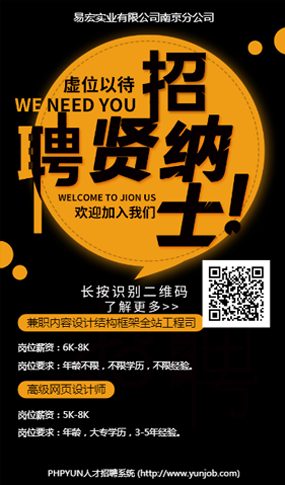 易宏实业有限公司南京分公司
虚位以待
WE NEED YOU
招
聘贤纳
士!
WELCOME TO JION US
欢迎加入我们
长按识别二维码
了解更多>>
兼职内容设计结构框架全站工程司
岗位薪资：6K-8K
岗位要求：年龄不限，不限学历，不限经验。
高级网页设计师
岗位薪资：5K-8K
岗位要求：年龄，大专学历，3-5年经验。
PHPYUN人才招聘系统 (http://www.yunjob.com)